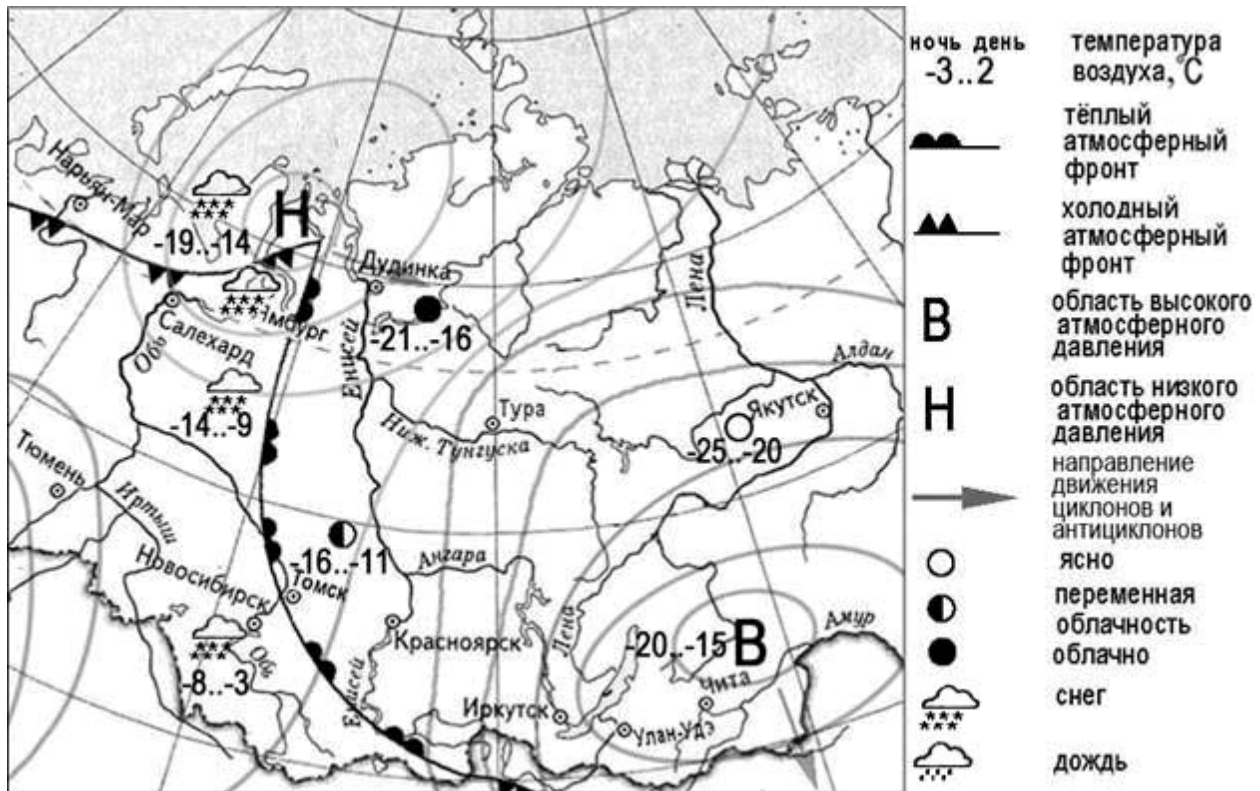 Нарьян-Мар
-19..-14
Н
Дудинка
Ямбург
Салехард
-21..-16
Обь
Енисей
Лена
Алдан
Якутск
-25..-20
-14..-9
Тура
Ниж. Тунгуска
Тюмень
Иртыш
-16..-11
Ангара
Новосибирск
Томск
Красноярск
Лена
-20..-15
В
Амур
-8..-3
Обь
Енисей
Иркутск
Улан-Удэ
Чита
ночь день
-3..2
температура
воздуха,°С
тёплый
атмосферный
фронт
холодный
атмосферный
фронт
В
область высокого
атмосферного
давления
Н
область низкого
атмосферного
давления
направление
движения
циклонов и
антициклонов
ясно
переменная
облачность
облачно
снег
дождь